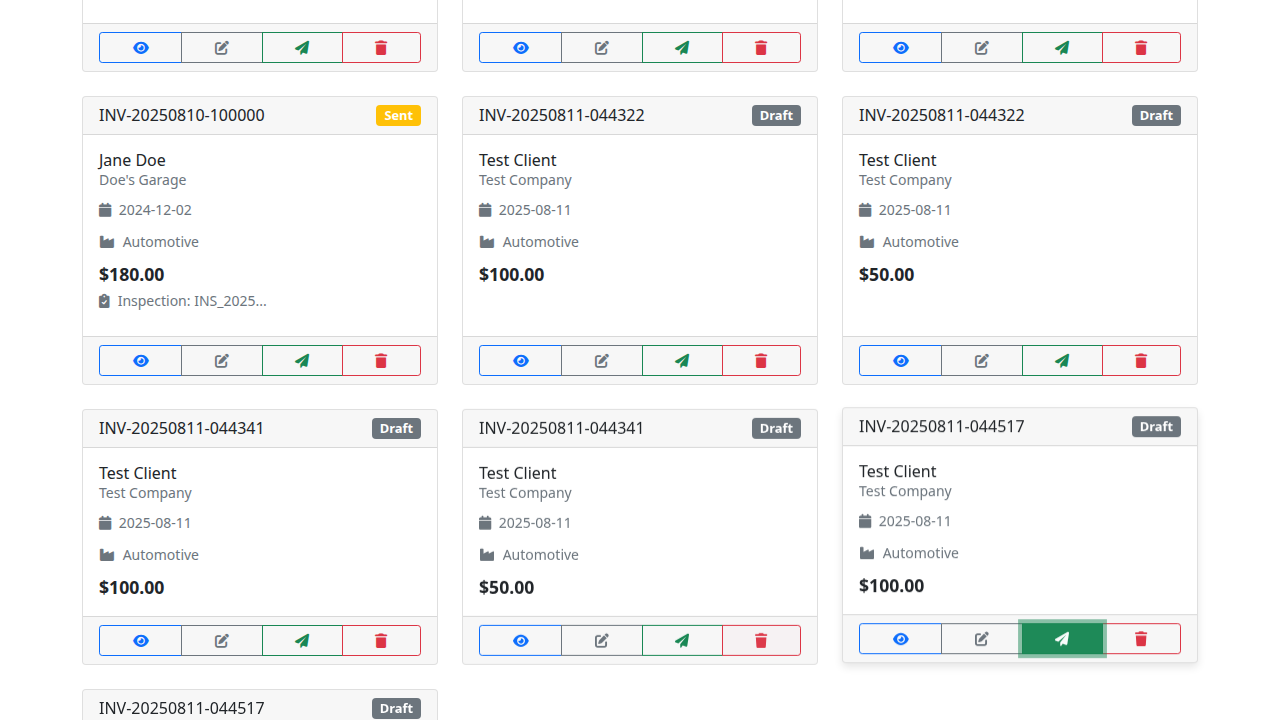 INV-20250810-100000
Sent
Jane Doe
Doe's Garage
2024-12-02
Automotive
$180.00
Inspection: INS_2025...
INV-20250811-044322
Draft
Test Client
Test Company
2025-08-11
Automotive
$100.00
INV-20250811-044322
Draft
Test Client
Test Company
2025-08-11
Automotive
$50.00
INV-20250811-044341
Draft
Test Client
Test Company
2025-08-11
Automotive
$100.00
INV-20250811-044341
Draft
Test Client
Test Company
2025-08-11
Automotive
$50.00
INV-20250811-044517
Draft
Test Client
Test Company
2025-08-11
Automotive
$100.00
INV-20250811-044517
Draft